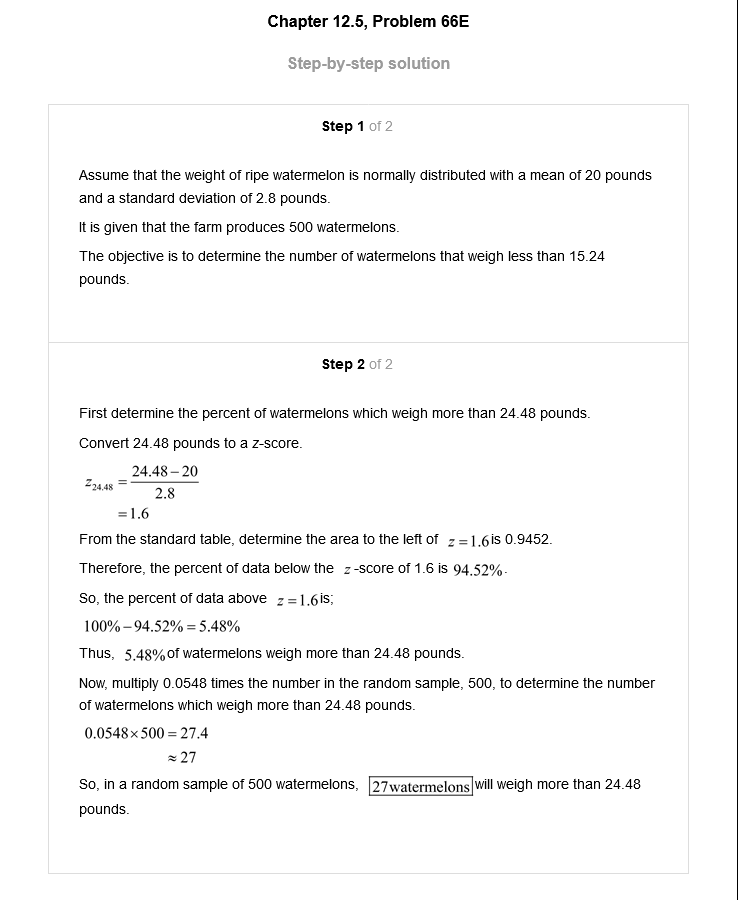 Chapter 12.5, Problem 66E
Step-by-step solution
Step 1 of 2
Assume that the weight of ripe watermelon is normally distributed with a mean of 20 pounds
and a standard deviation of 2.8 pounds.
It is given that the farm produces 500 watermelons.
The objective is to determine the number of watermelons that weigh less than 15.24
pounds.
Step 2 of 2
First determine the percent of watermelons which weigh more than 24.48 pounds.
Convert 24.48 pounds to a z-score.
z₂₄.₄₈ = (24.48 – 20) / 2.8
= 1.6
From the standard table, determine the area to the left of z = 1.6 is 0.9452.
Therefore, the percent of data below the z -score of 1.6 is 94.52%.
So, the percent of data above z = 1.6 is;
100% – 94.52% = 5.48%
Thus, 5.48% of watermelons weigh more than 24.48 pounds.
Now, multiply 0.0548 times the number in the random sample, 500, to determine the number
of watermelons which weigh more than 24.48 pounds.
0.0548 × 500 = 27.4
≈ 27
So, in a random sample of 500 watermelons, 27 watermelons will weigh more than 24.48
pounds.